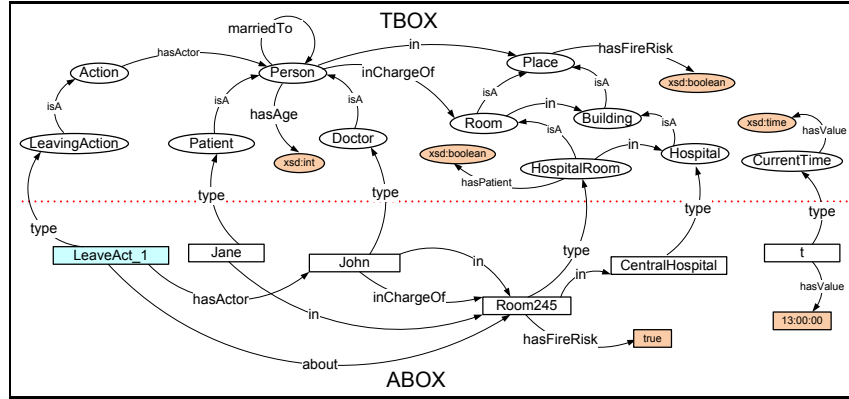 TBOX
marriedTo
in
hasActor
Action
Person
Place
hasFireRisk
inChargeOf
xsd:boolean
isA
isA
hasAge
isA
isA
isA
LeavingAction
Patient
Doctor
Room
in
Building
xsd:time
hasValue
xsd:int
xsd:boolean
isA
isA
in
HospitalRoom
Hospital
CurrentTime
hasPatient
type
type
type
type
type
type
LeaveAct_1
Jane
John
in
CentralHospital
t
hasActor
inChargeOf
in
in
Room245
hasValue
hasFireRisk
true
13:00:00
about
ABOX